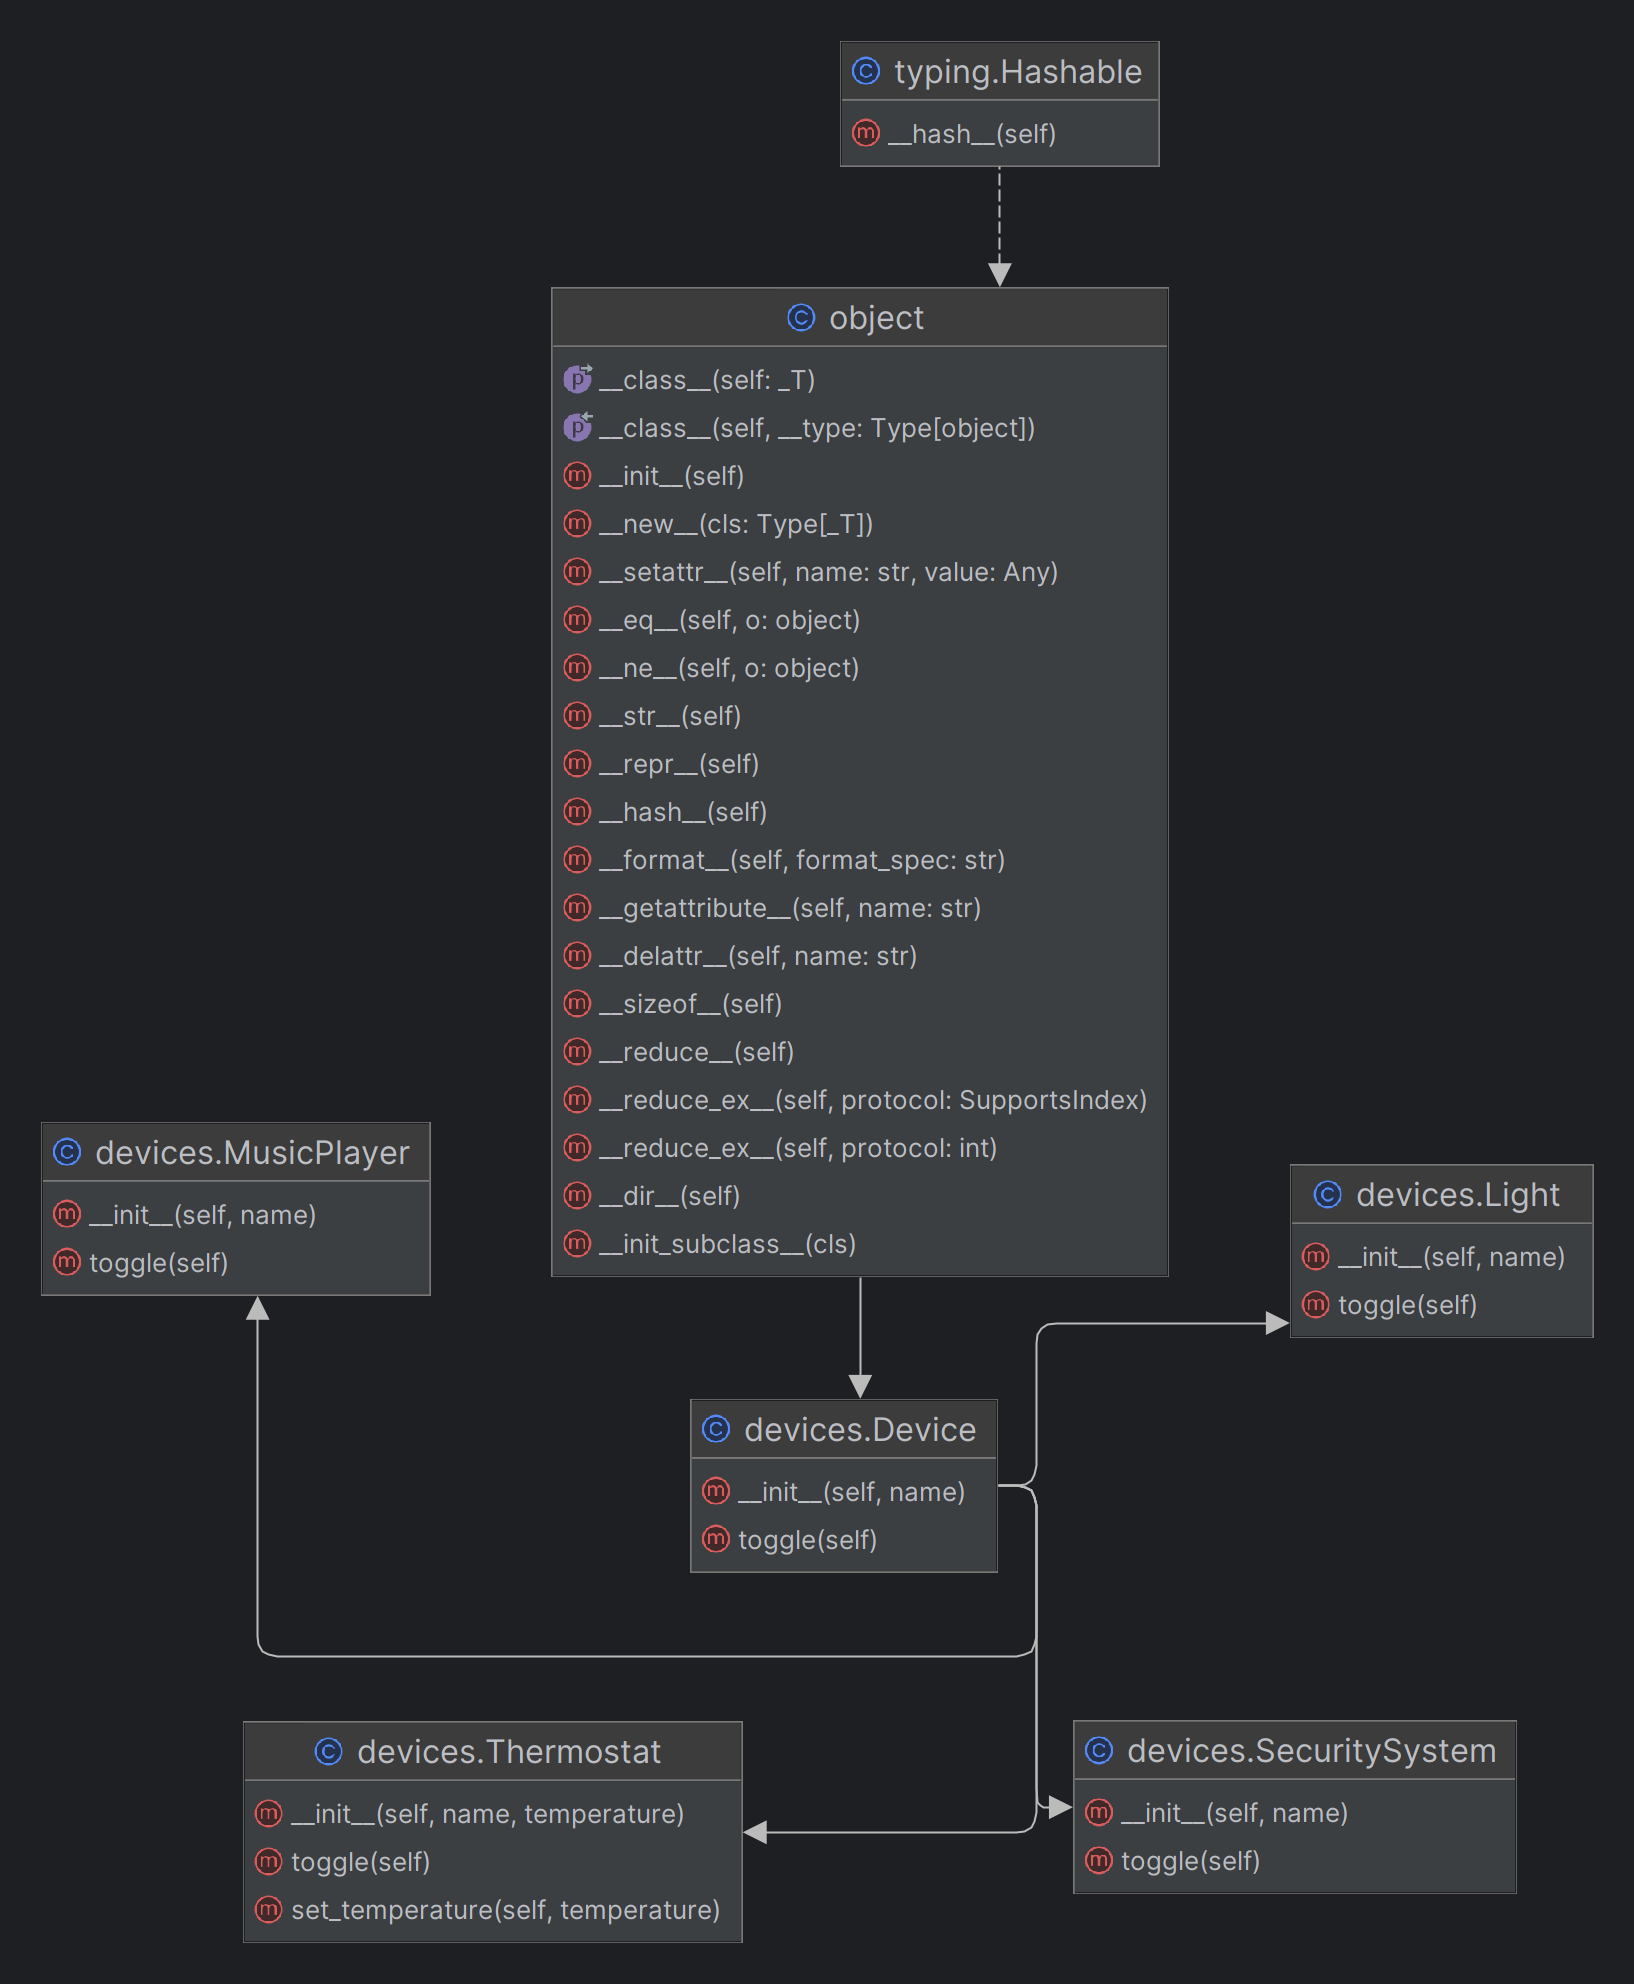 typing.Hashable
__hash__(self)
object
__class__(self: _T)
__class__(self, __type: Type[object])
__init__(self)
__new__(cls: Type[_T])
__setattr__(self, name: str, value: Any)
__eq__(self, o: object)
__ne__(self, o: object)
__str__(self)
__repr__(self)
__hash__(self)
__format__(self, format_spec: str)
__getattribute__(self, name: str)
__delattr__(self, name: str)
__sizeof__(self)
__reduce__(self)
__reduce_ex__(self, protocol: SupportsIndex)
__reduce_ex__(self, protocol: int)
__dir__(self)
__init_subclass__(cls)
devices.MusicPlayer
__init__(self, name)
toggle(self)
devices.Light
__init__(self, name)
toggle(self)
devices.Device
__init__(self, name)
toggle(self)
devices.Thermostat
__init__(self, name, temperature)
toggle(self)
set_temperature(self, temperature)
devices.SecuritySystem
__init__(self, name)
toggle(self)